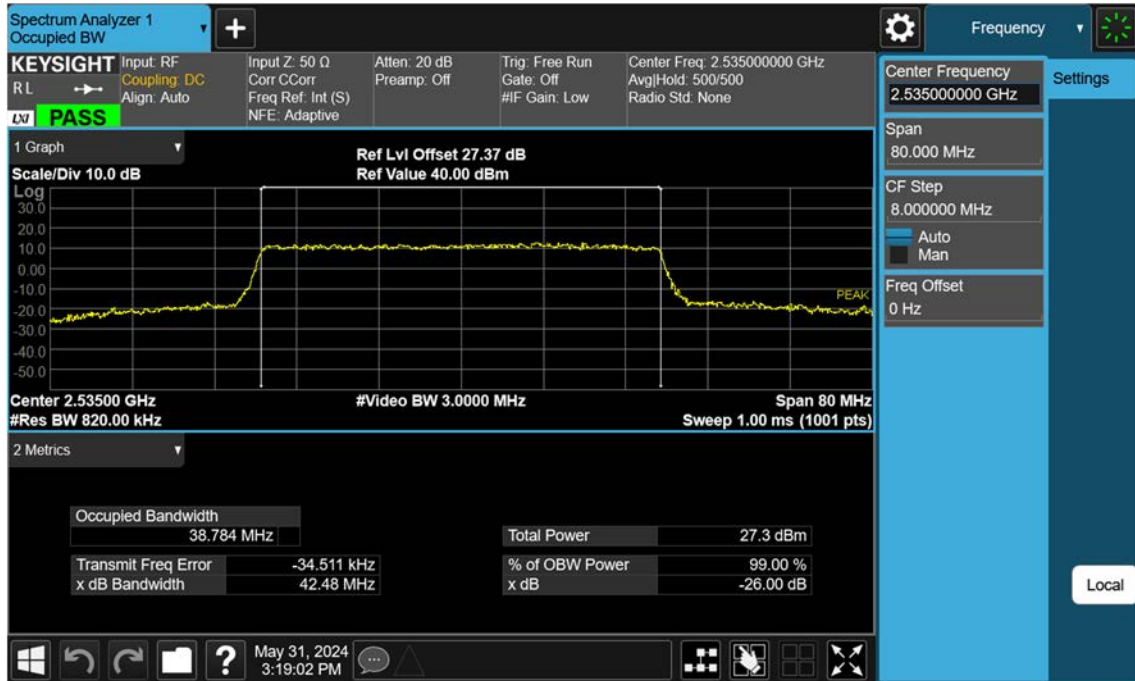 Spectrum Analyzer 1
Occupied BW
+
Frequency
KEYSIGHT
RL
LXI
PASS
Input: RF
Coupling: DC
Align: Auto
Input Z: 50 Ω
Corr CCorr
Freq Ref: Int (S)
NFE: Adaptive
Atten: 20 dB
Preamp: Off
Trig: Free Run
Gate: Off
#IF Gain: Low
Center Freq: 2.535000000 GHz
Avg|Hold: 500/500
Radio Std: None
Center Frequency
2.535000000 GHz
Settings
Span
80.000 MHz
CF Step
8.000000 MHz
Auto
Man
Freq Offset
0 Hz
Local
1 Graph
Scale/Div 10.0 dB
Ref Lvl Offset 27.37 dB
Ref Value 40.00 dBm
Log
30.0
20.0
10.0
0.00
-10.0
-20.0
-30.0
-40.0
-50.0
PEAK
Center 2.53500 GHz
#Video BW 3.0000 MHz
Span 80 MHz
#Res BW 820.00 kHz
Sweep 1.00 ms (1001 pts)
2 Metrics
Occupied Bandwidth
38.784 MHz
Total Power 27.3 dBm
Transmit Freq Error -34.511 kHz
% of OBW Power 99.00 %
x dB Bandwidth 42.48 MHz
x dB -26.00 dB
?
May 31, 2024
3:19:02 PM